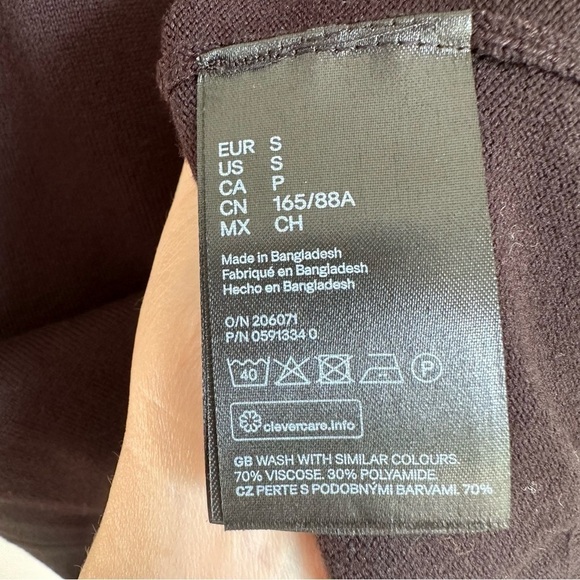 EUR S
US S
CA P
CN 165/88A
MX CH
Made in Bangladesh
Fabriqué en Bangladesh
Hecho en Bangladesh
O/N 206071
P/N 0591334 0
40 P
clevercare.info
GB WASH WITH SIMILAR COLOURS.
70% VISCOSE. 30% POLYAMIDE.
CZ PERTE S PODOBNÝMI BARVAMI. 70%